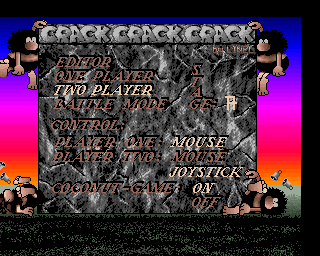 CRACK CRACK CRACK
EDITOR
ONE PLAYER
TWO PLAYER
BATTLE MODE
CONTROL:
PLAYER ONE: MOUSE
PLAYER TWO: MOUSE
JOYSTICK
COCONUT-GAME: ON
OFF